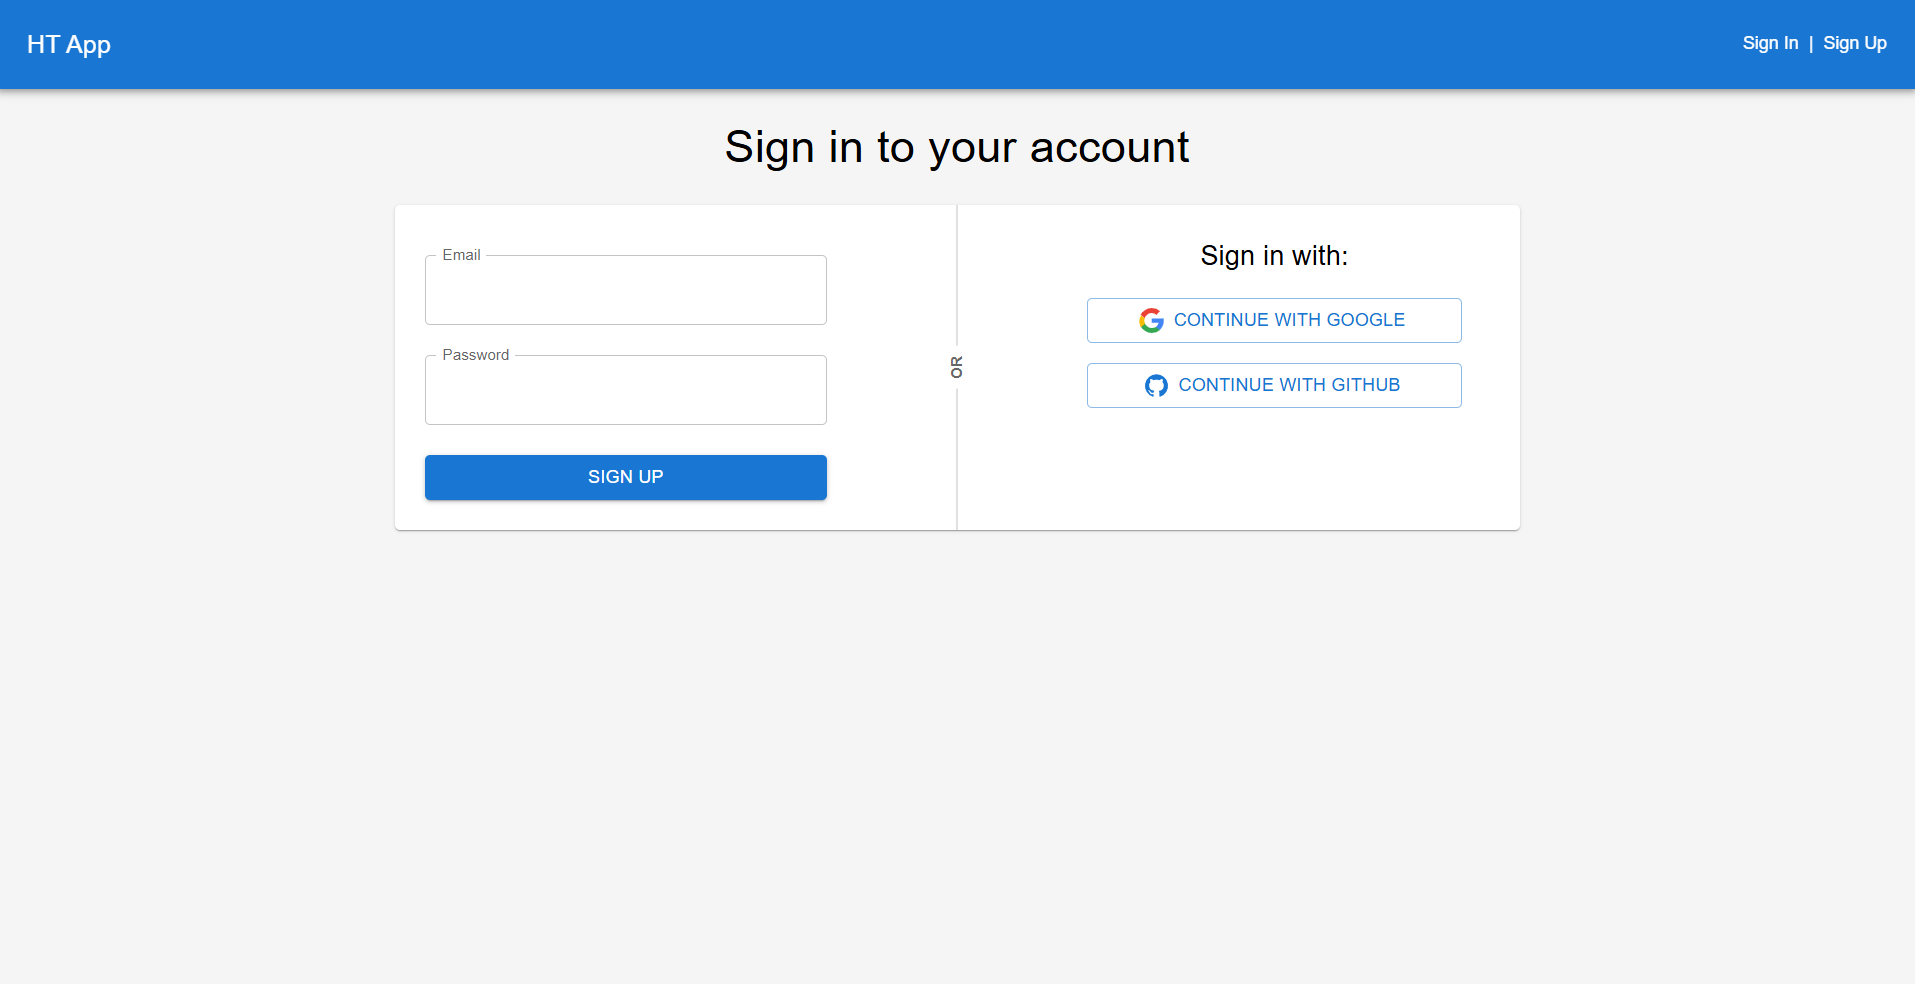 HT App
Sign In | Sign Up
Sign in to your account
Email
Password
SIGN UP
OR
Sign in with:
CONTINUE WITH GOOGLE
CONTINUE WITH GITHUB